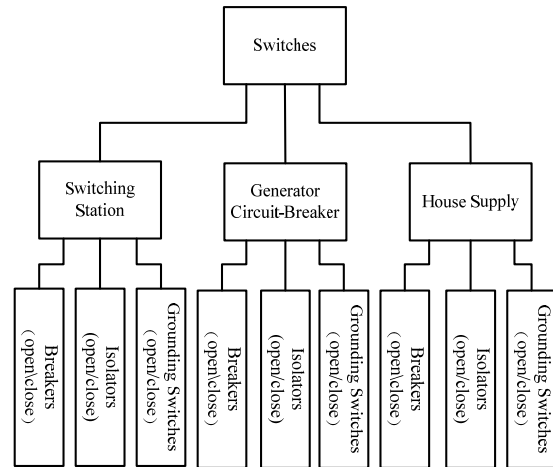 Switches
Switching
Station
Generator
Circuit-Breaker
House Supply
Breakers
(open\close)
Isolators
(open/close)
Grounding Switches
(open/close)
Breakers
(open\close)
Isolators
(open/close)
Grounding Switches
(open\close)
Breakers
(open\close)
Isolators
(open/close)
Grounding Switches
(open/close)